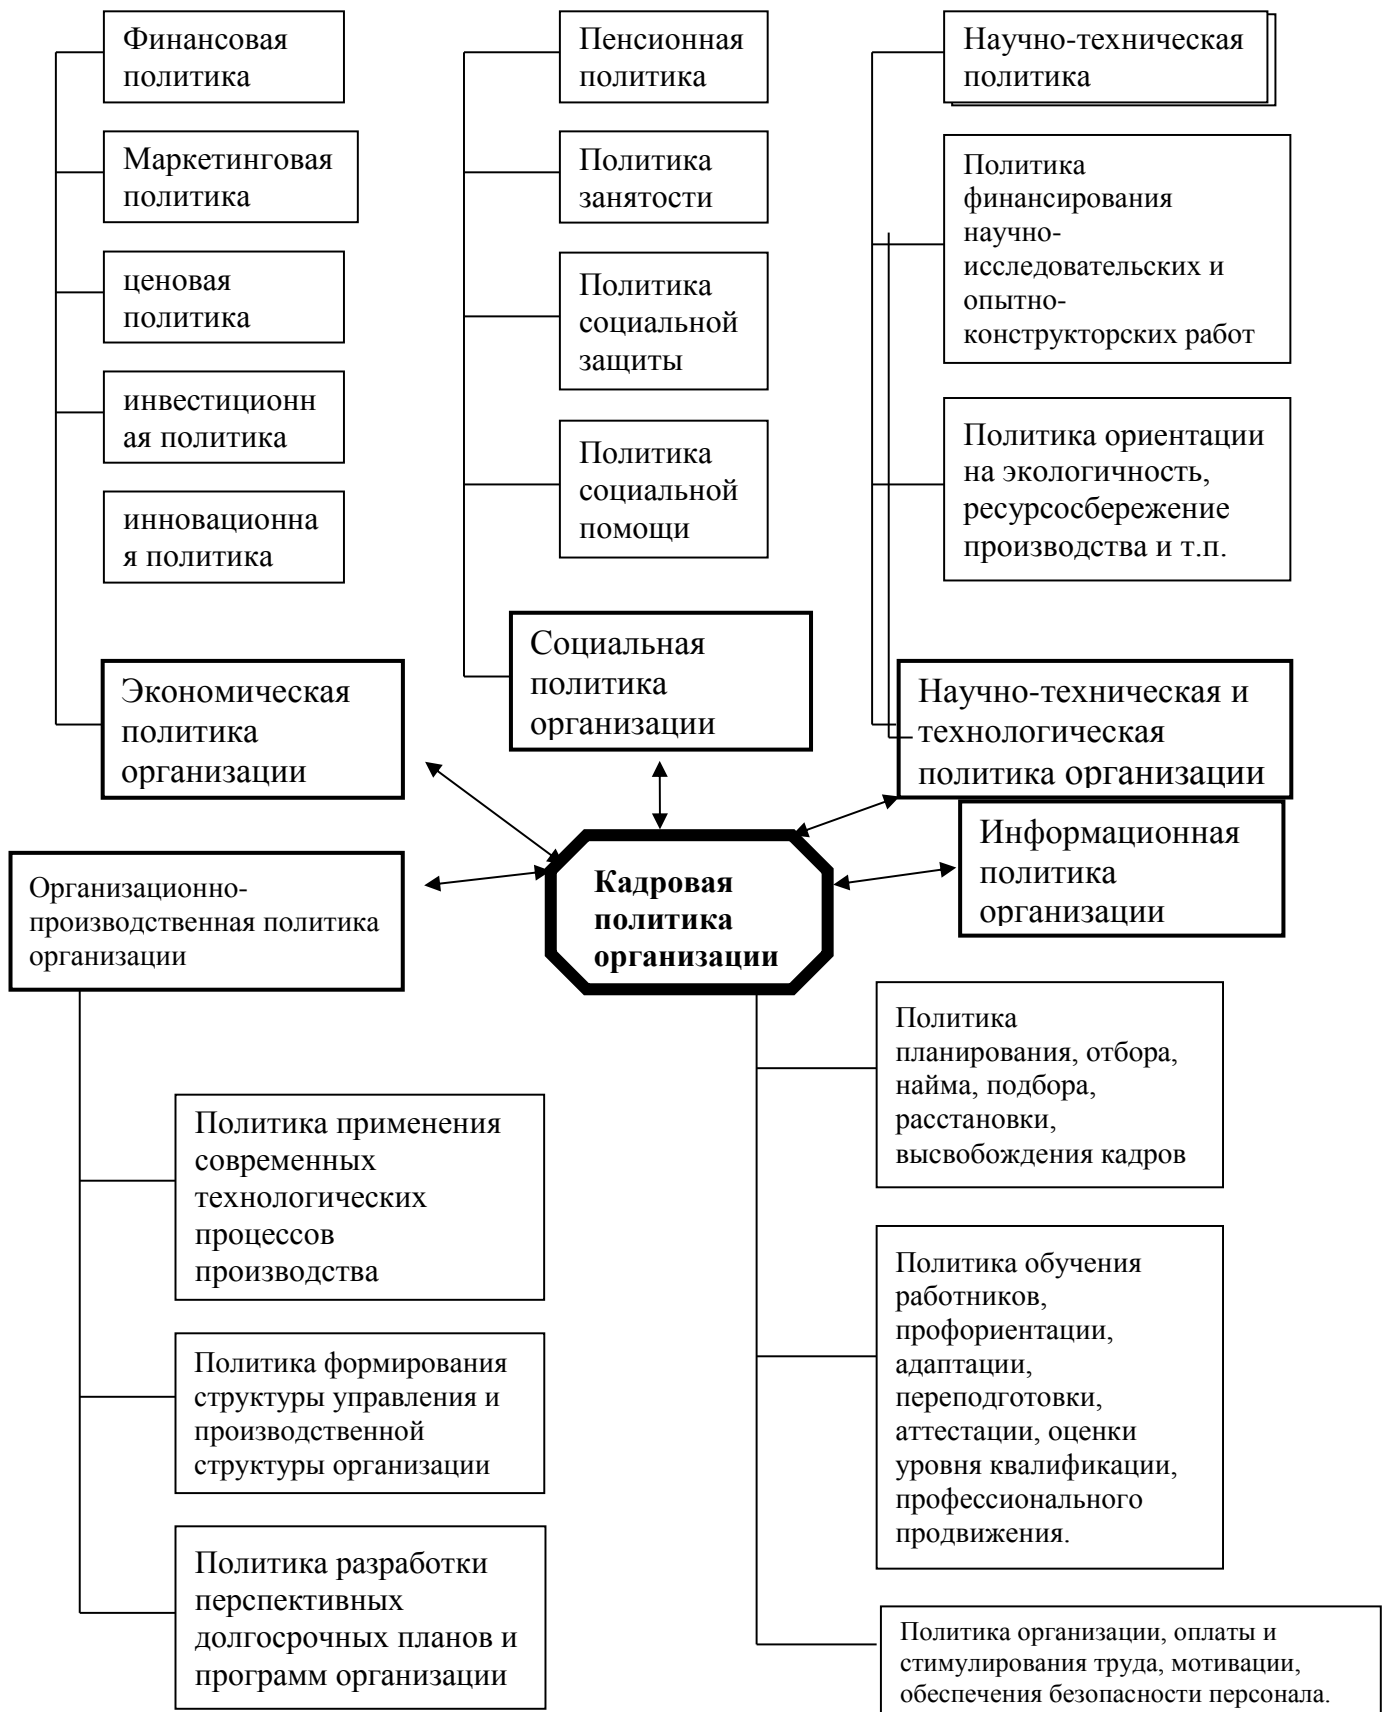 Финансовая
политика
Маркетинговая
политика
ценовая
политика
инвестиционн
ая политика
инновационна
я политика
Экономическая
политика
организации
Пенсионная
политика
Политика
занятости
Политика
социальной
защиты
Политика
социальной
помощи
Социальная
политика
организации
Научно-техническая
политика
Политика
финансирования
научно-
исследовательских и
опытно-
конструкторских работ
Политика ориентации
на экологичность,
ресурсосбережение
производства и т.п.
Научно-техническая и
технологическая
политика организации
Информационная
политика
организации
Организационно-
производственная политика
организации
Кадровая
политика
организации
Политика применения
современных
технологических
процессов
производства
Политика формирования
структуры управления и
производственной
структуры организации
Политика разработки
перспективных
долгосрочных планов и
программ организации
Политика
планирования, отбора,
найма, подбора,
расстановки,
высвобождения кадров
Политика обучения
работников,
профориентации,
адаптации,
переподготовки,
аттестации, оценки
уровня квалификации,
профессионального
продвижения.
Политика организации, оплаты и
стимулирования труда, мотивации,
обеспечения безопасности персонала.